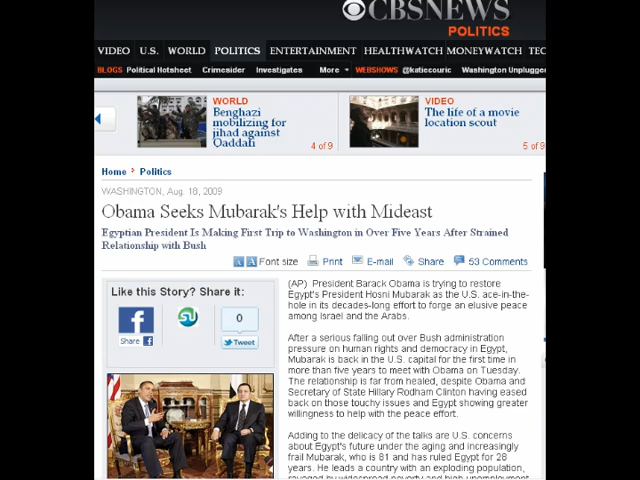 CBSNEWS
POLITICS
VIDEO U.S. WORLD POLITICS ENTERTAINMENT HEALTHWATCH MONEYWATCH TEC
BLOGS Political Hotsheet Crimesider Investigates More WEBSHOWS @katiecouric Washington Unplugge
WORLD
Benghazi
mobilizing for
jihad against
Qaddafi
4 of 9
VIDEO
The life of a movie
location scout
5 of 9
Home Politics
WASHINGTON, Aug. 18, 2009
Obama Seeks Mubarak's Help with Mideast
Egyptian President Is Making First Trip to Washington in Over Five Years After Strained
Relationship with Bush
A A Font size Print E-mail Share 53 Comments
Like this Story? Share it:
Share
0
Tweet
(AP) President Barack Obama is trying to restore
Egypt's President Hosni Mubarak as the U.S. ace-in-the-
hole in its decades-long effort to forge an elusive peace
among Israel and the Arabs.
After a serious falling out over Bush administration
pressure on human rights and democracy in Egypt,
Mubarak is back in the U.S. capital for the first time in
more than five years to meet with Obama on Tuesday.
The relationship is far from healed, despite Obama and
Secretary of State Hillary Rodham Clinton having eased
back on those touchy issues and Egypt showing greater
willingness to help with the peace effort.
Adding to the delicacy of the talks are U.S. concerns
about Egypt's future under the aging and increasingly
frail Mubarak, who is 81 and has ruled Egypt for 28
years. He leads a country with an exploding population,
ravaged by widespread poverty and high unemployment